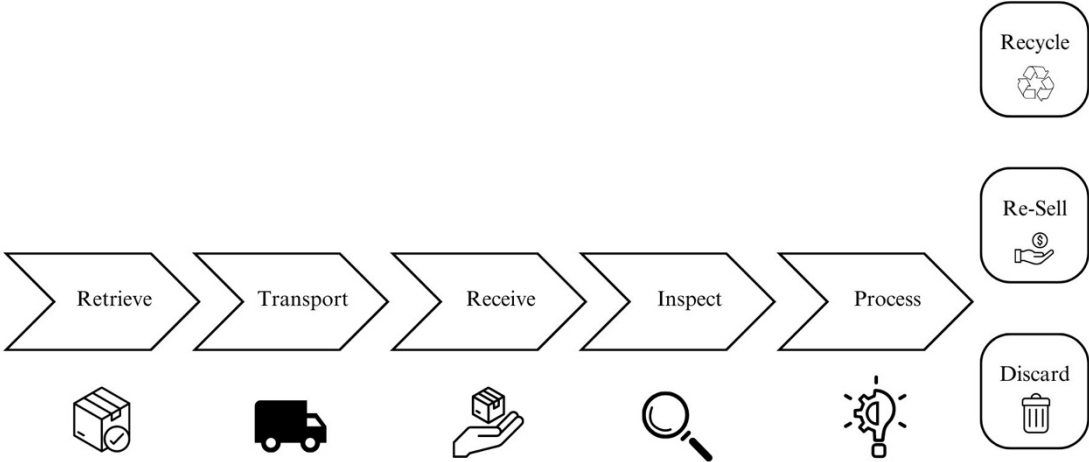 Recycle
Re-Sell
Retrieve
Transport
Receive
Inspect
Process
Discard